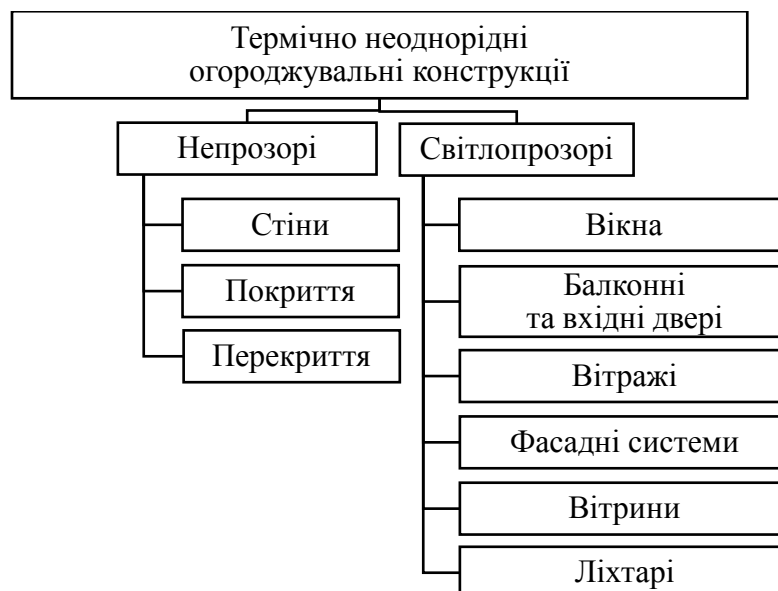 Термічно неоднорідні
огороджувальні конструкції
Непрозорі
Світлопрозорі
Стіни
Покриття
Перекриття
Вікна
Балконні
та вхідні двері
Вітражі
Фасадні системи
Вітрини
Ліхтарі